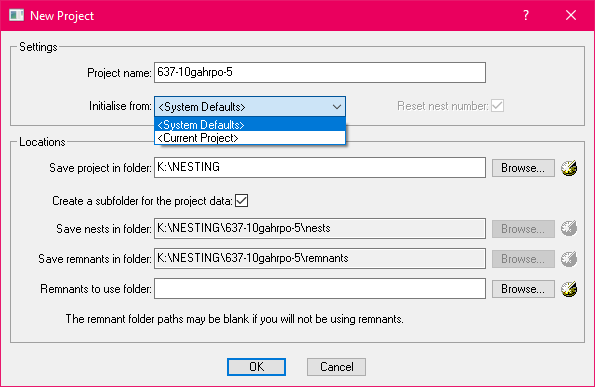 New Project
Settings
Project name: 637-10gahrpo-5
Initialise from: <System Defaults> Reset nest number:
<System Defaults>
<Current Project>
Locations
Save project in folder: K:\NESTING Browse...
Create a subfolder for the project data:
Save nests in folder: K:\NESTING\637-10gahrpo-5\nests Browse...
Save remnants in folder: K:\NESTING\637-10gahrpo-5\remnants Browse...
Remnants to use folder: Browse...
The remnant folder paths may be blank if you will not be using remnants.
OK Cancel